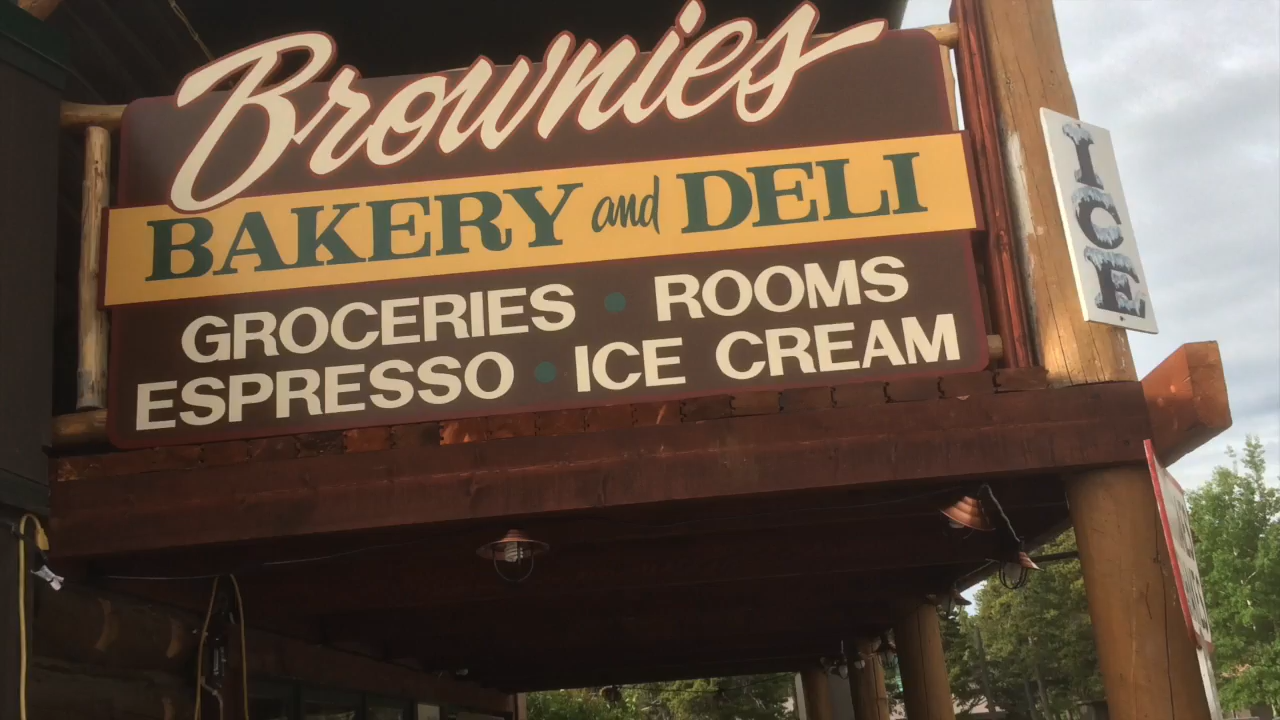 Brownies
BAKERY and DELI
GROCERIES • ROOMS
ESPRESSO • ICE CREAM
ICE